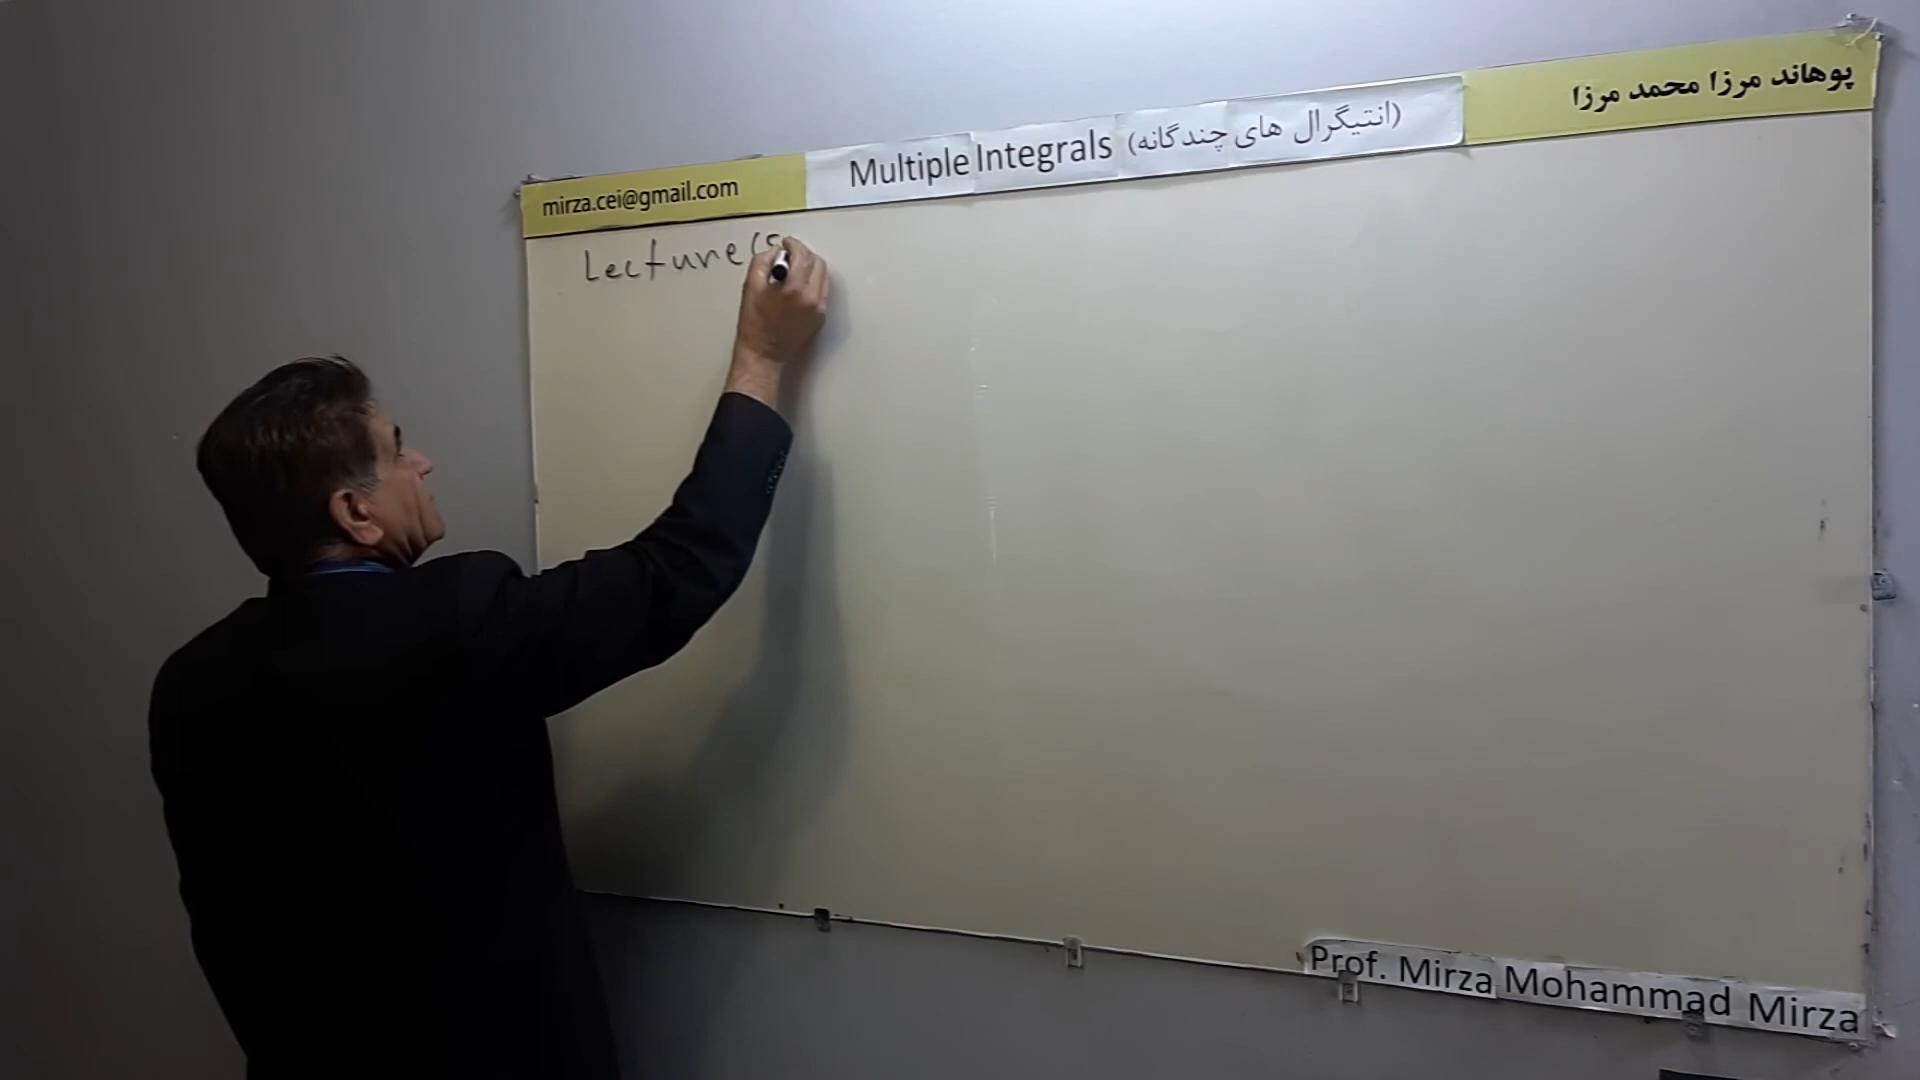 پوهاند مرزا محمد مرزا
Multiple Integrals (انتیگرال های چندگانه)
mirza.cei@gmail.com
Lecture (5
Prof. Mirza Mohammad Mirza